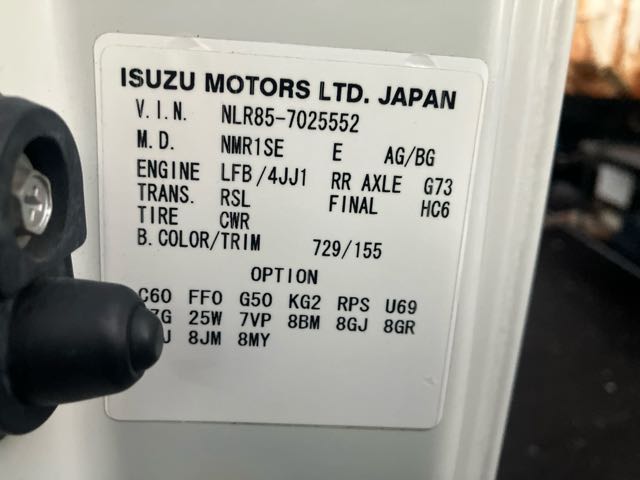 ISUZU MOTORS LTD. JAPAN
V.I.N. NLR85-7025552
M.D. NMR1SE E AG/BG
ENGINE LFB/4JJ1 RR AXLE G73
TRANS. RSL FINAL HC6
TIRE CWR
B.COLOR/TRIM 729/155
OPTION
C60 FF0 G50 KG2 RPS U69
25W 7VP 8BM 8GJ 8GR
8JM 8MY